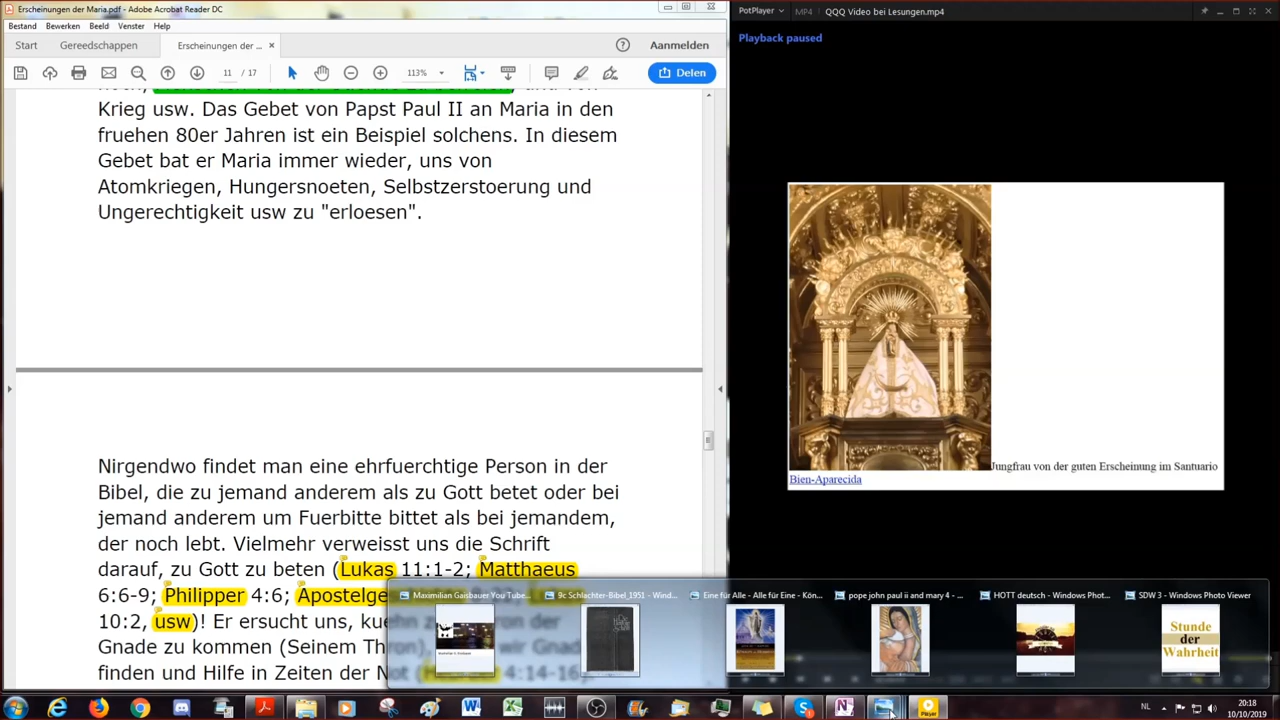 Erscheinungen der Maria.pdf - Adobe Acrobat Reader DC
Bestand Bewerken Beeld Venster Help
Start Gereedschappen Erscheinungen der ... × Aanmelden
11 / 17 113% Delen
Krieg usw. Das Gebet von Papst Paul II an Maria in den
fruehen 80er Jahren ist ein Beispiel solchens. In diesem
Gebet bat er Maria immer wieder, uns von
Atomkriegen, Hungersnoeten, Selbstzerstoerung und
Ungerechtigkeit usw zu "erloesen".
Nirgendwo findet man eine ehrfuerchtige Person in der
Bibel, die zu jemand anderem als zu Gott betet oder bei
jemand anderem um Fuerbitte bittet als bei jemandem,
der noch lebt. Vielmehr verweisst uns die Schrift
darauf, zu Gott zu beten (Lukas 11:1-2; Matthaeus
6:6-9; Philipper 4:6; Apostelge
10:2, usw)! Er ersucht uns, kuehn der
Gnade zu kommen (Seinem Thron), Gnade
finden und Hilfe in Zeiten der Not 4:14-16
PotPlayer MP4 QQQ Video bei Lesungen.mp4
Playback paused
Jungfrau von der guten Erscheinung im Santuario
Bien-Aparecida
Maximilian Gaisbauer You Tube...
9c Schlachter-Bibel_1951 - Wind...
Eine für Alle - Alle für Eine - Kön...
pope john paul ii and mary 4 - ...
HOTT deutsch - Windows Phot...
SDW 3 - Windows Photo Viewer
Stunde
der
Wahrheit
NL 20:18
10/10/2019